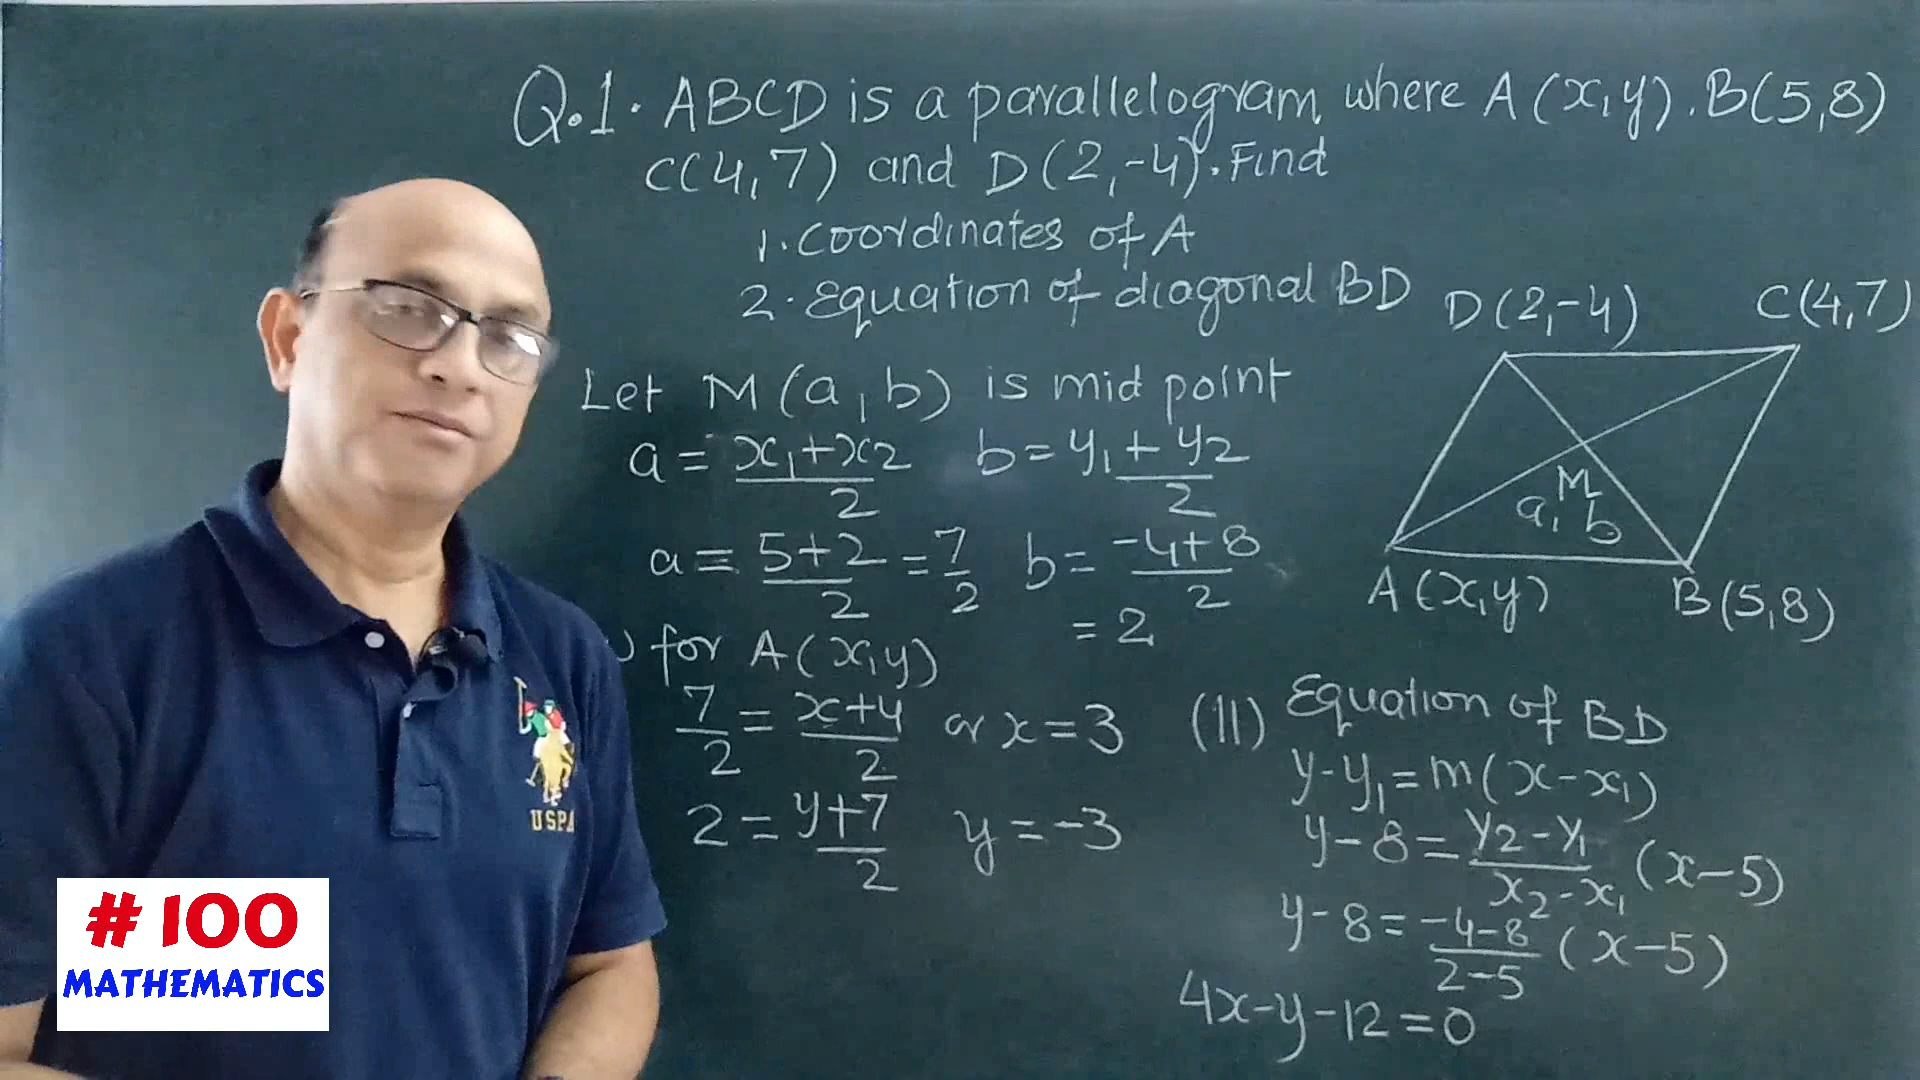 Q.1. ABCD is a parallelogram where A(x,y). B(5,8)
C(4,7) and D(2,-4). Find
1. Coordinates of A
2. Equation of diagonal BD
D(2,-4)
C(4,7)
Let M(a,b) is mid point
a = x₁+x₂/2 b = y₁+y₂/2
a = 5+2/2 = 7/2 b = -4+8/2
= 2
M
a, b
A(x,y)
B(5,8)
for A(x,y)
7/2 = x+4/2 or x = 3
2 = y+7/2 y = -3
(II) Equation of BD
y-y₁ = m(x-x₁)
y-8 = y₂-y₁/x₂-x₁ (x-5)
y-8 = -4-8/2-5 (x-5)
4x-y-12=0
USPA
# 100
MATHEMATICS